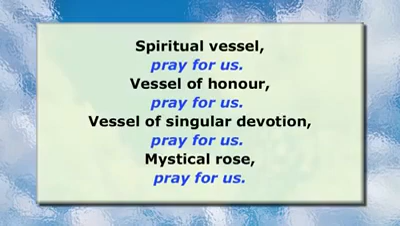 Spiritual vessel,
pray for us.
Vessel of honour,
pray for us.
Vessel of singular devotion,
pray for us.
Mystical rose,
pray for us.